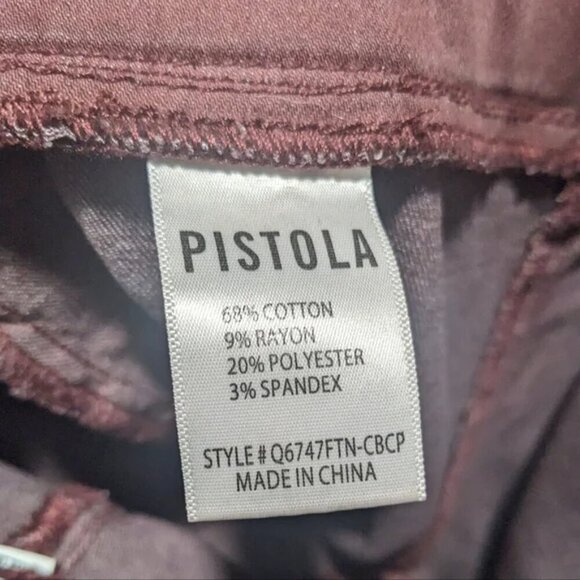 PISTOLA
68% COTTON
9% RAYON
20% POLYESTER
3% SPANDEX
STYLE # Q6747FTN-CBCP
MADE IN CHINA